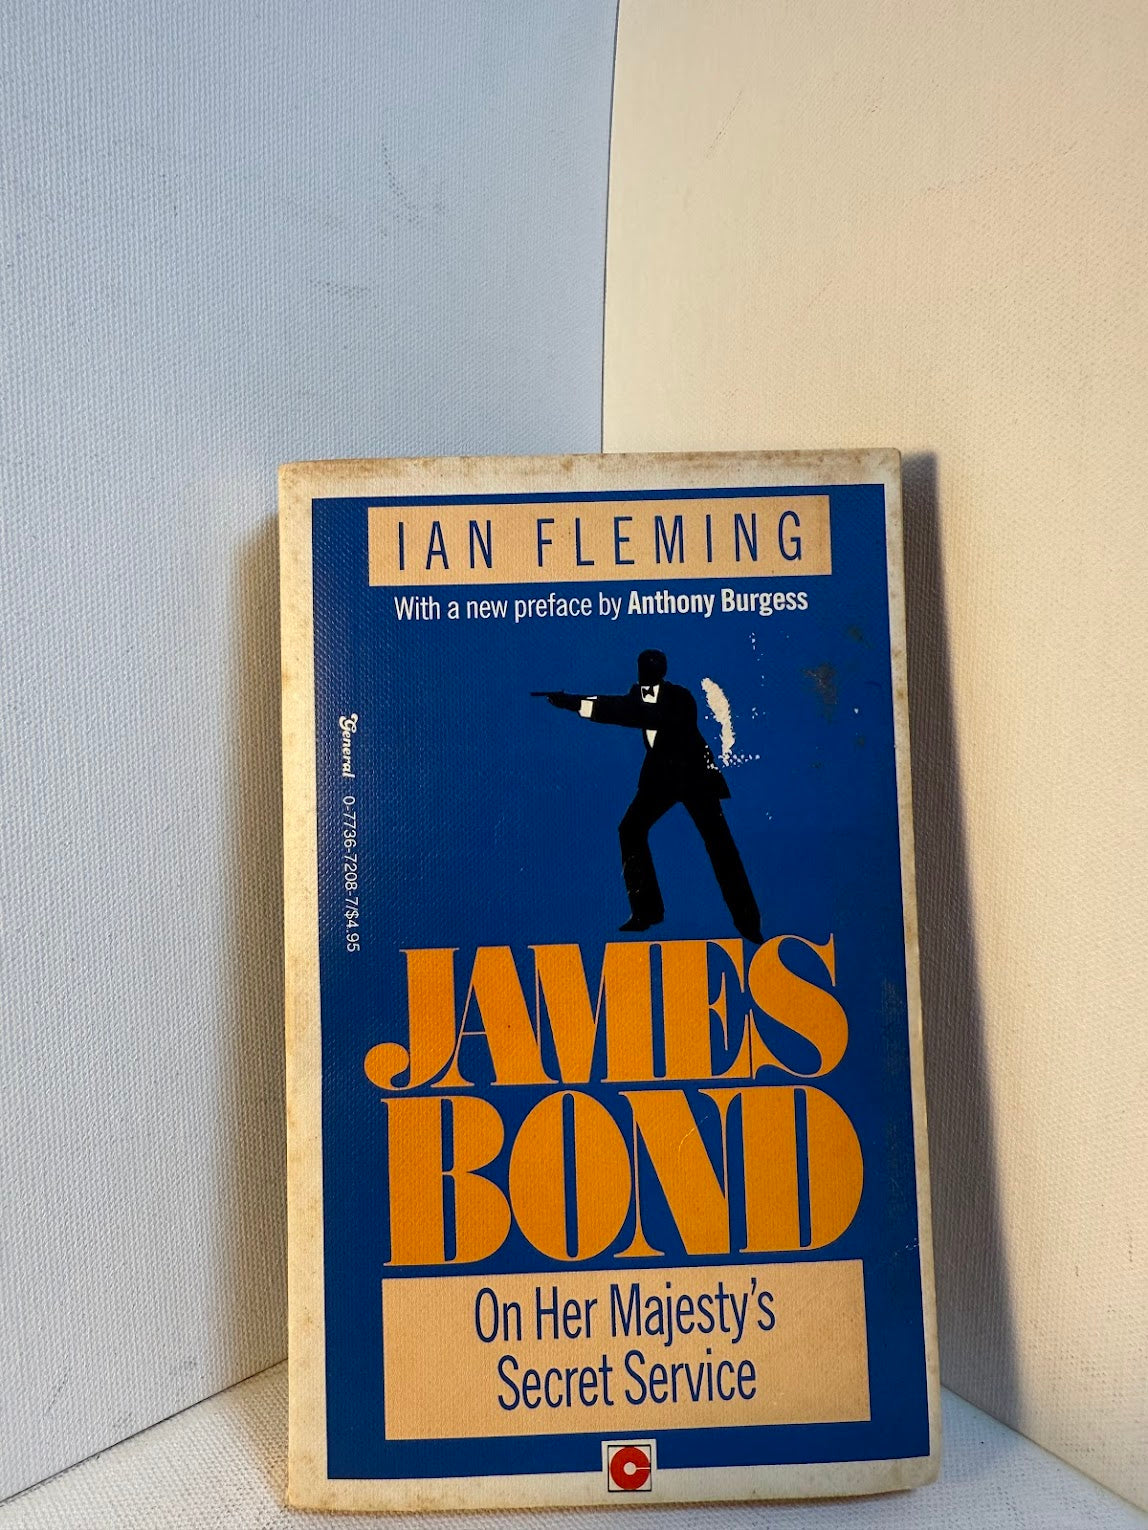 IAN FLEMING
With a new preface by Anthony Burgess
General 0-7736-7208-7/$4.95
JAMES
BOND
On Her Majesty's
Secret Service